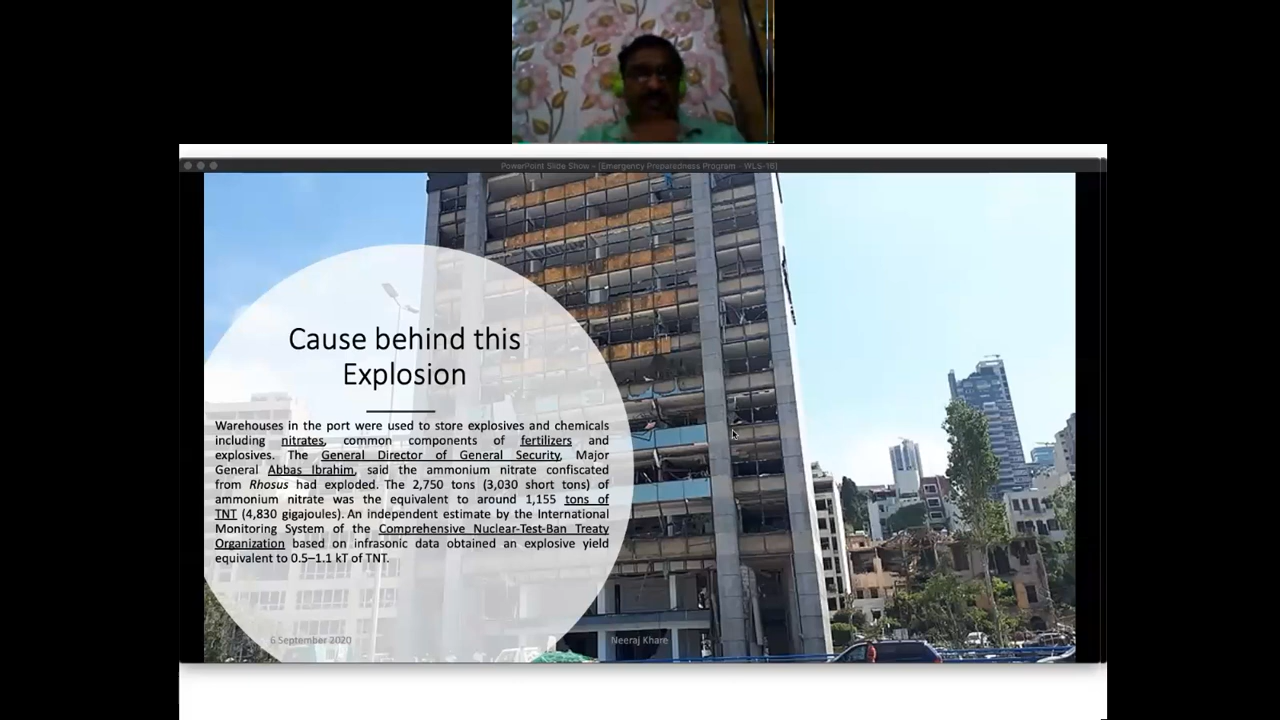 PowerPoint Slide Show - [Emergency Preparedness Program - WLS-16]
Cause behind this
Explosion
Warehouses in the port were used to store explosives and chemicals
including nitrates, common components of fertilizers and
explosives. The General Director of General Security, Major
General Abbas Ibrahim, said the ammonium nitrate confiscated
from Rhosus had exploded. The 2,750 tons (3,030 short tons) of
ammonium nitrate was the equivalent to around 1,155 tons of
TNT (4,830 gigajoules). An independent estimate by the International
Monitoring System of the Comprehensive Nuclear-Test-Ban Treaty
Organization based on infrasonic data obtained an explosive yield
equivalent to 0.5–1.1 kT of TNT.
6 September 2020
Neeraj Khare